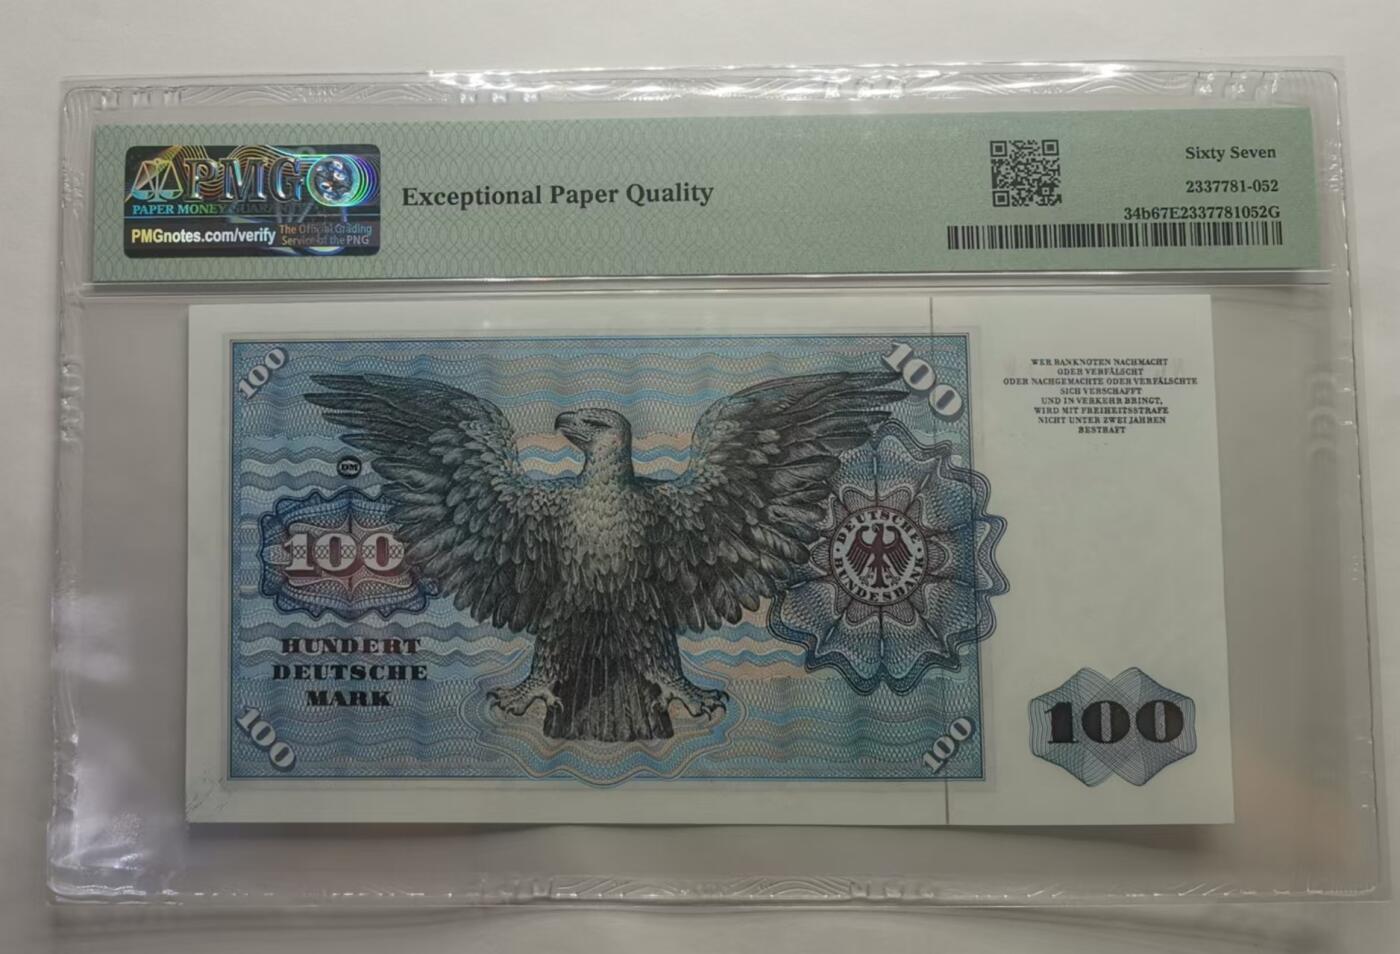 PMG
PAPER MONEY GUARANTY
PMGnotes.com/verify
The Official Grading
Service of the PNG
Exceptional Paper Quality
Sixty Seven
2337781-052
34b67E2337781052G
100
100
WER BANKNOTEN NACHMACHT
ODER VERFÄLSCHT
ODER NACHGEMACHTE ODER VERFÄLSCHTE
SICH VERSCHAFFT
UND IN VERKEHR BRINGT,
WIRD MIT FREIHEITSSTRAFE
NICHT UNTER ZWEI JAHREN
BESTRAFT
DM
100
DEUTSCHE BUNDESBANK
HUNDERT
DEUTSCHE
MARK
100
100
100